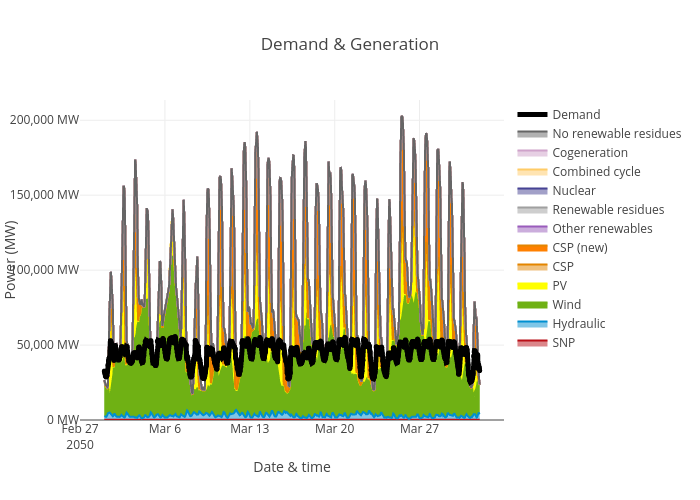 Demand & Generation
200,000 MW
150,000 MW
100,000 MW
50,000 MW
0 MW
Power (MW)
Feb 27
2050
Mar 6
Mar 13
Mar 20
Mar 27
Date & time
Demand
No renewable residues
Cogeneration
Combined cycle
Nuclear
Renewable residues
Other renewables
CSP (new)
CSP
PV
Wind
Hydraulic
SNP